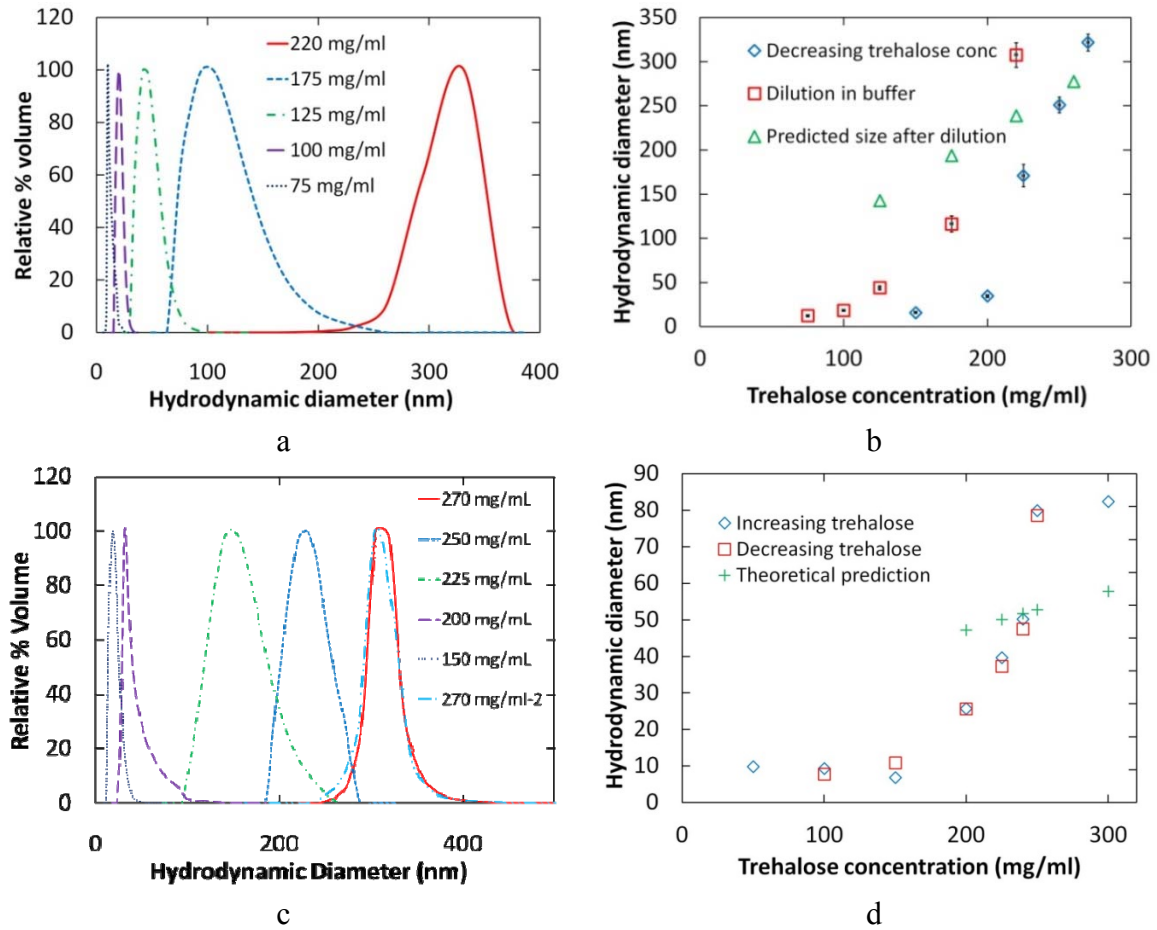 120
100
80
60
40
20
0
Relative % volume
220 mg/ml
175 mg/ml
125 mg/ml
100 mg/ml
75 mg/ml
0 100 200 300 400
Hydrodynamic diameter (nm)
a
350
300
250
200
150
100
50
0
Hydrodynamic diameter (nm)
Decreasing trehalose conc
Dilution in buffer
Predicted size after dilution
0 100 200 300
Trehalose concentration (mg/ml)
b
120
100
80
60
40
20
0
Relative % Volume
270 mg/mL
250 mg/mL
225 mg/mL
200 mg/mL
150 mg/mL
270 mg/ml-2
0 200 400
Hydrodynamic Diameter (nm)
c
90
80
70
60
50
40
30
20
10
0
Hydrodynamic diameter (nm)
Increasing trehalose
Decreasing trehalose
Theoretical prediction
0 100 200 300
Trehalose concentration (mg/ml)
d